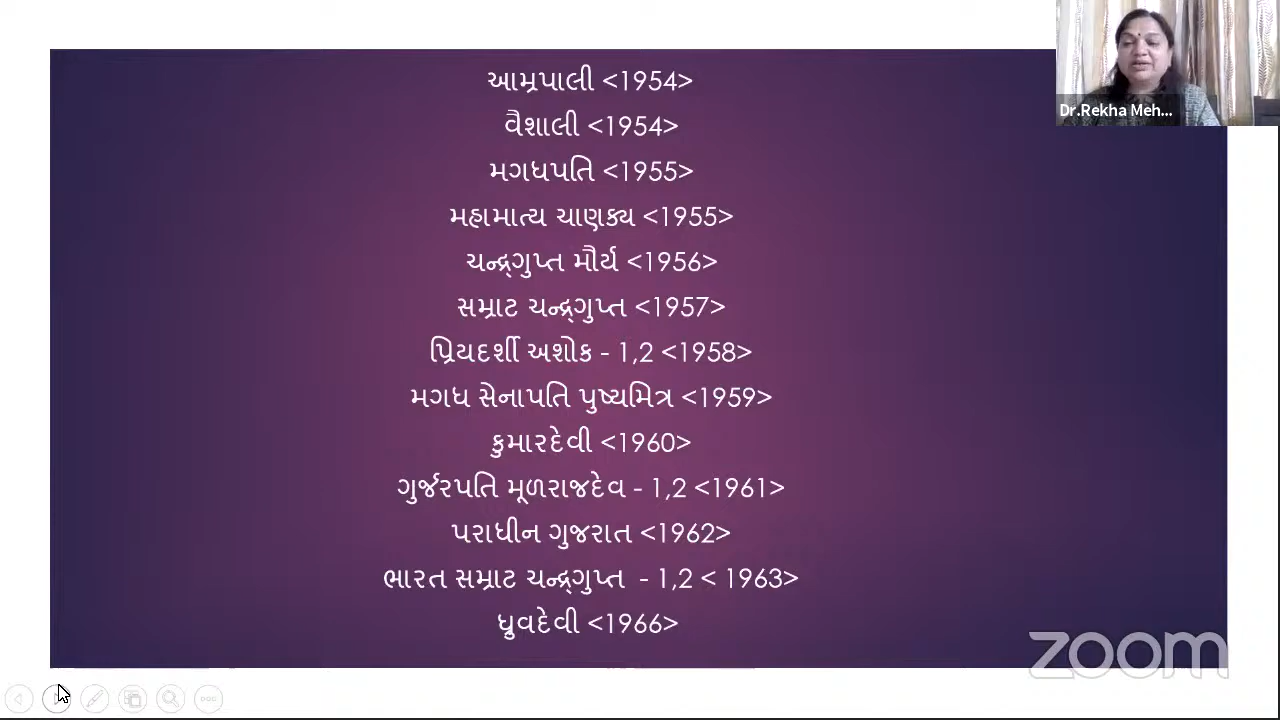 આમ્રપાલી <1954>
વૈશાલી <1954>
મગધપતિ <1955>
મહામાત્ય ચાણક્ય <1955>
ચન્દ્રગુપ્ત મૌર્ય <1956>
સમ્રાટ ચન્દ્રગુપ્ત <1957>
પ્રિયદર્શી અશોક - 1,2 <1958>
મગધ સેનાપતિ પુષ્યમિત્ર <1959>
કુમારદેવી <1960>
ગુર્જરપતિ મૂળરાજદેવ - 1,2 <1961>
પરાધીન ગુજરાત <1962>
ભારત સમ્રાટ ચન્દ્રગુપ્ત - 1,2 < 1963>
ધ્રુવદેવી <1966>
Dr.Rekha Meh...
zoom